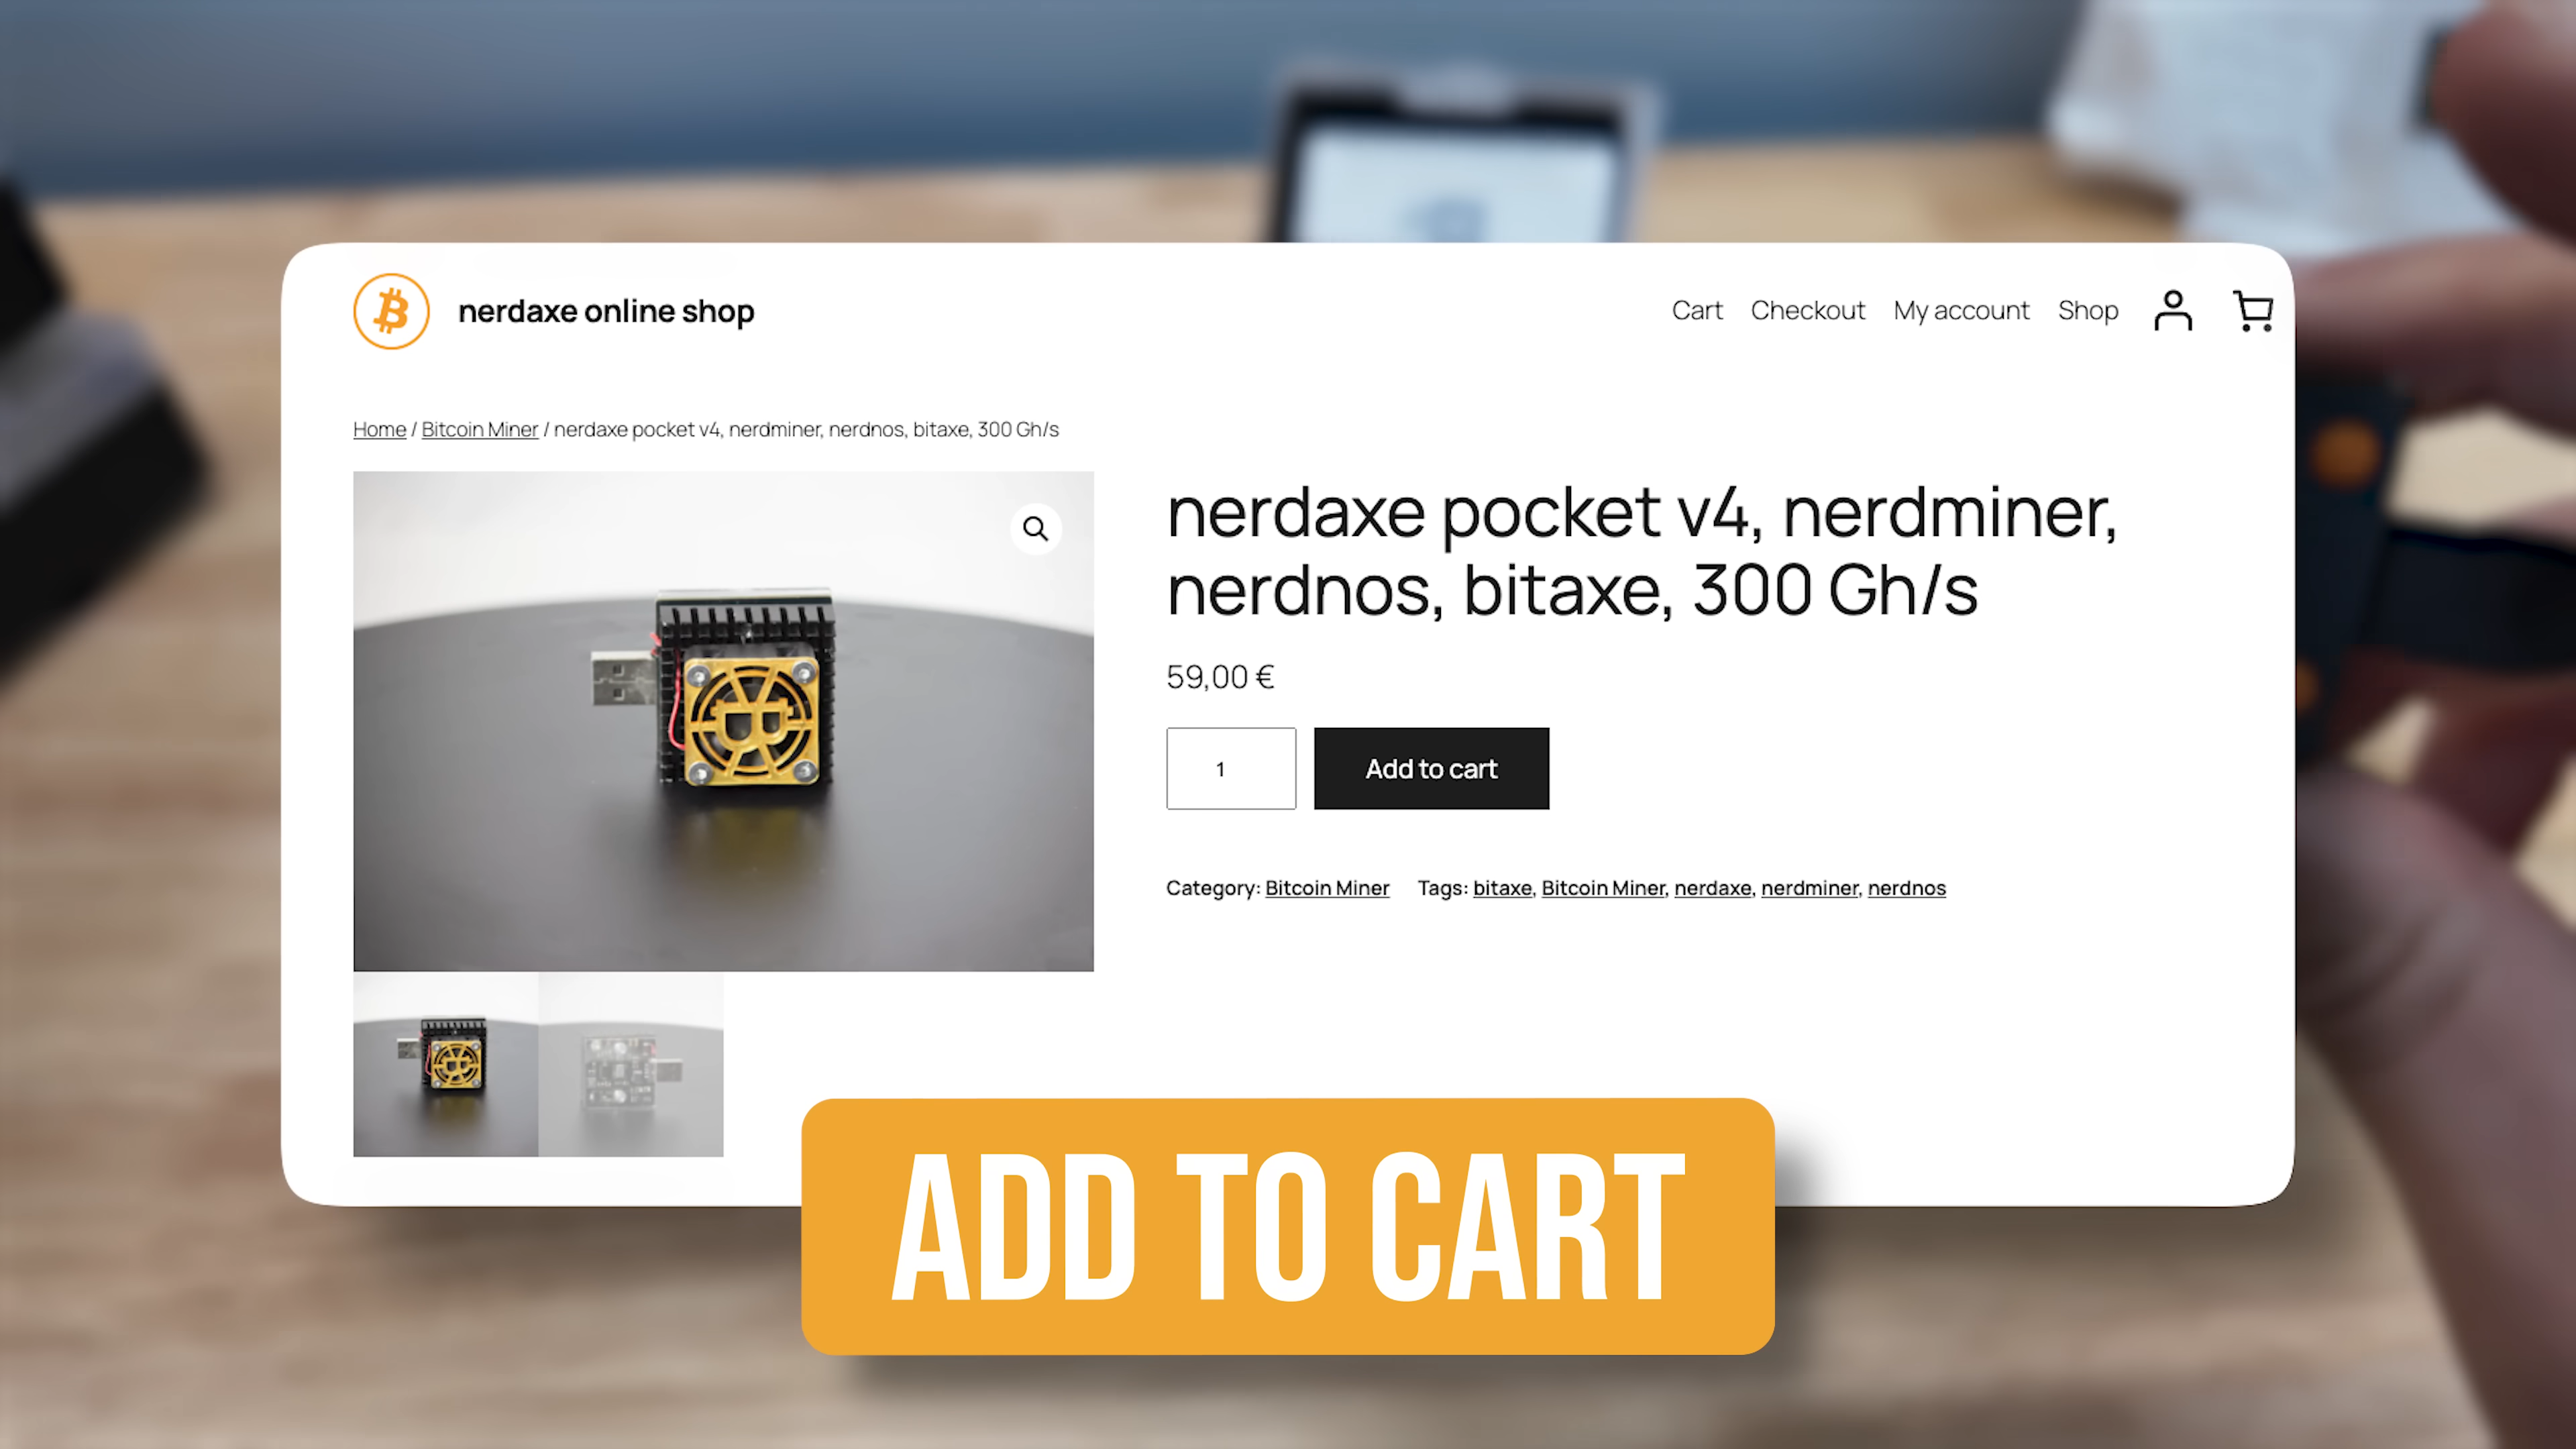 nerdaxe online shop
Cart Checkout My account Shop
Home / Bitcoin Miner / nerdaxe pocket v4, nerdminer, nerdnos, bitaxe, 300 Gh/s
nerdaxe pocket v4, nerdminer,
nerdnos, bitaxe, 300 Gh/s
59,00 €
1
Add to cart
Category: Bitcoin Miner Tags: bitaxe, Bitcoin Miner, nerdaxe, nerdminer, nerdnos
ADD TO CART